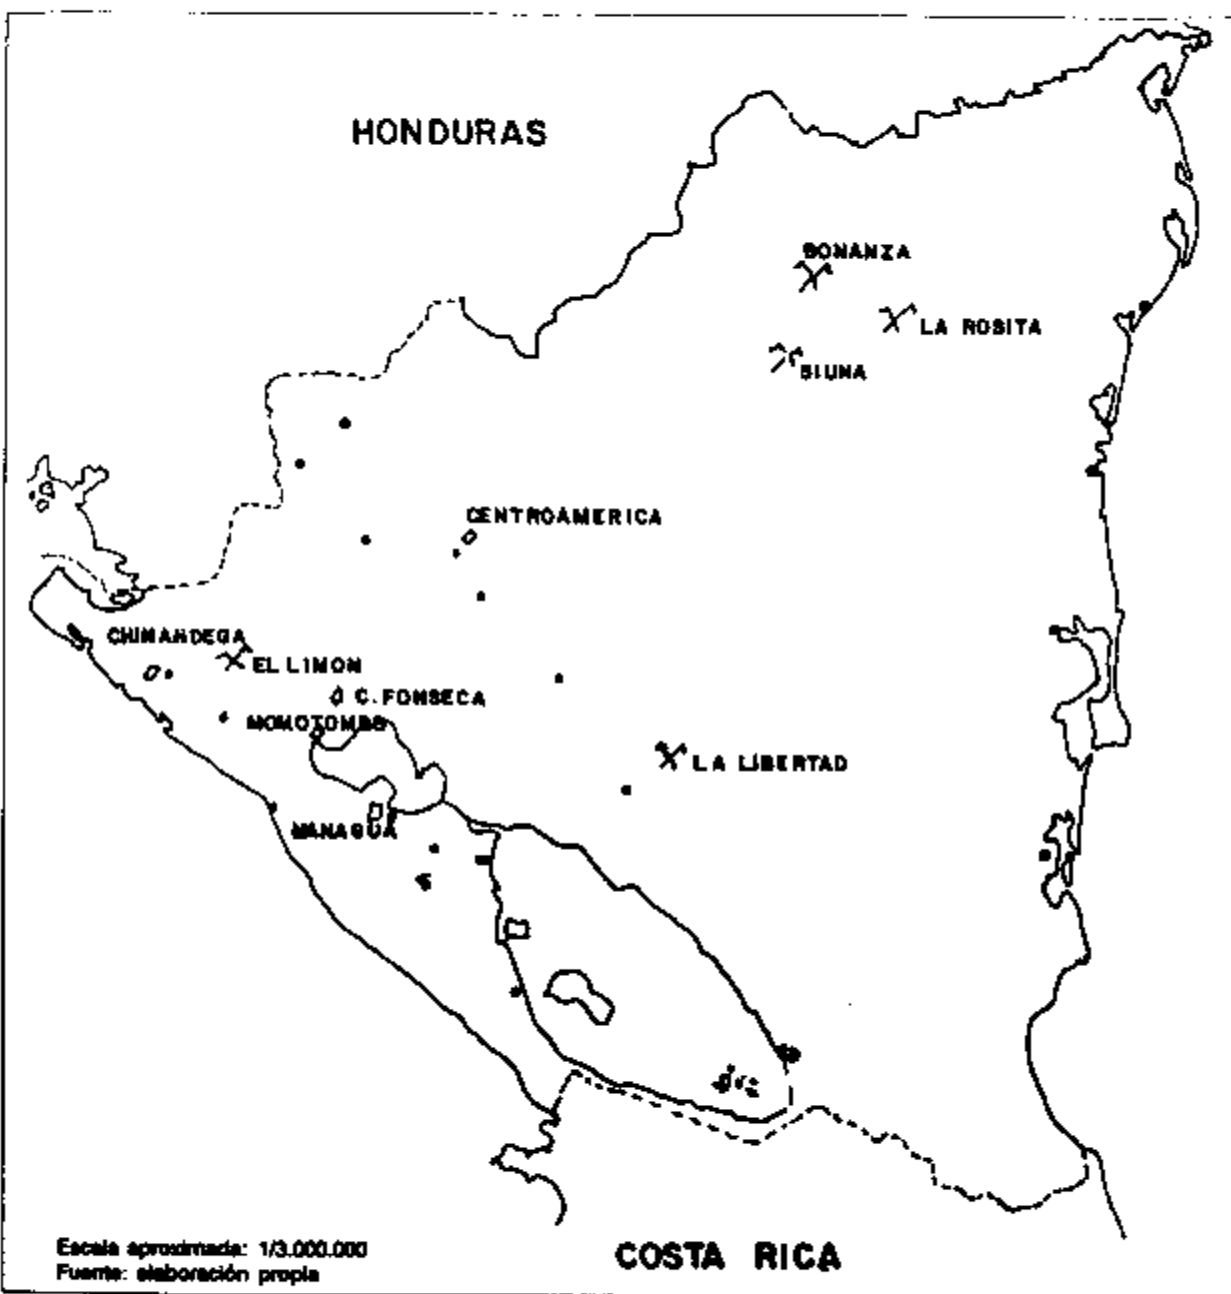 HONDURAS
BONANZA
LA ROSITA
SIUNA
CENTROAMERICA
CHINANDEGA
EL LIMON
C. FONSECA
MOMOTOMBO
LA LIBERTAD
MANAGUA
Escala aproximada: 1/3.000.000
Fuente: elaboración propia
COSTA RICA